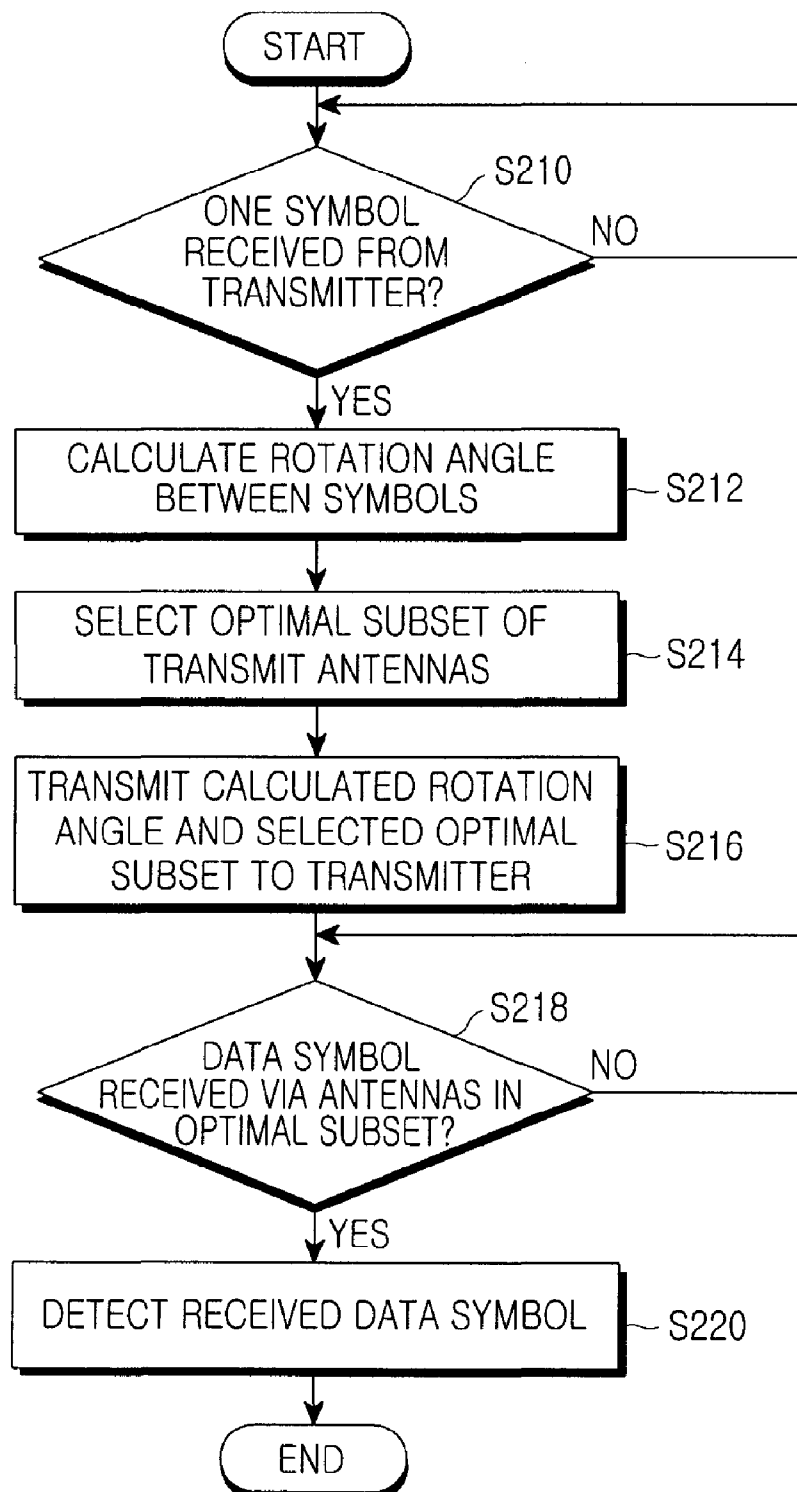 START
S210
ONE SYMBOL
RECEIVED FROM
TRANSMITTER?
NO
YES
CALCULATE ROTATION ANGLE
BETWEEN SYMBOLS
S212
SELECT OPTIMAL SUBSET OF
TRANSMIT ANTENNAS
S214
TRANSMIT CALCULATED ROTATION
ANGLE AND SELECTED OPTIMAL
SUBSET TO TRANSMITTER
S216
S218
DATA SYMBOL
RECEIVED VIA ANTENNAS IN
OPTIMAL SUBSET?
NO
YES
DETECT RECEIVED DATA SYMBOL
S220
END